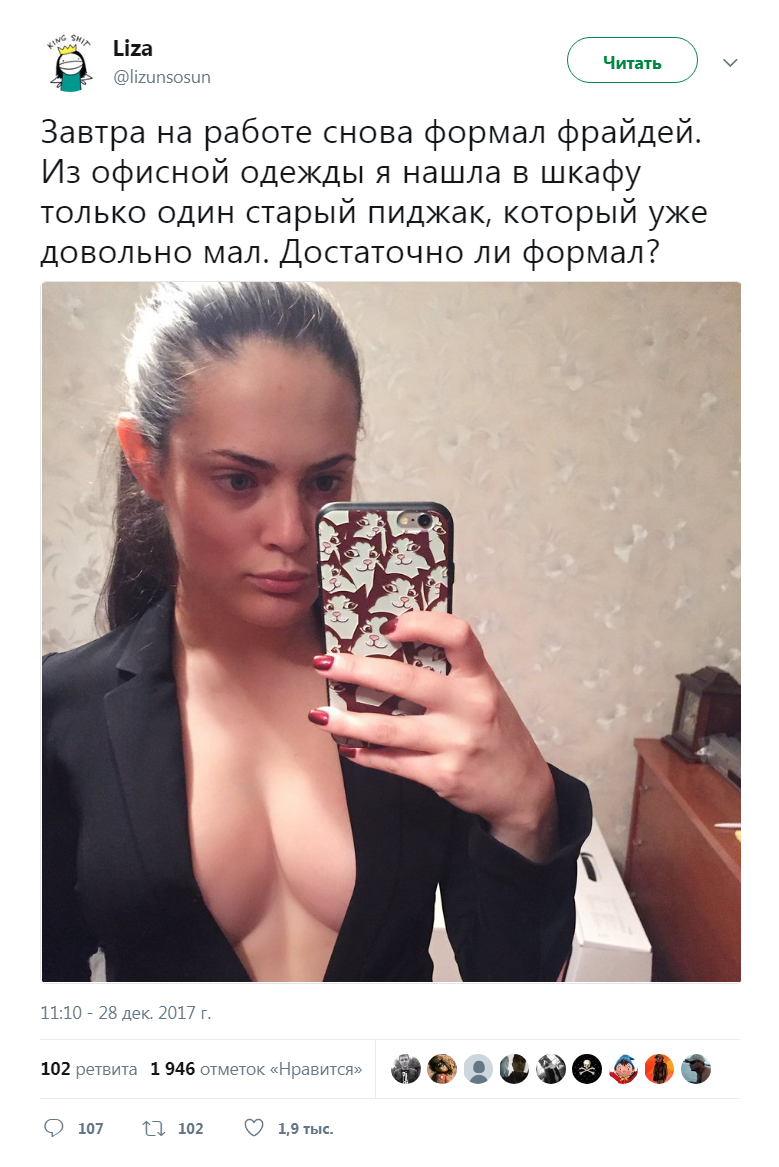 KING SHIT
Liza
@lizunsosun
Читать
Завтра на работе снова формал фрайдей.
Из офисной одежды я нашла в шкафу
только один старый пиджак, который уже
довольно мал. Достаточно ли формал?
11:10 - 28 дек. 2017 г.
102 ретвита 1 946 отметок «Нравится»
107 102 1,9 тыс.